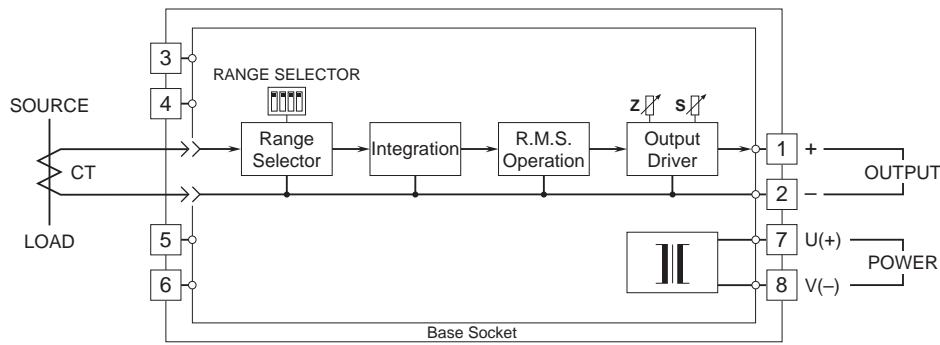 3
4
RANGE SELECTOR
SOURCE
CT
LOAD
Range
Selector
Integration
R.M.S.
Operation
Z
S
Output
Driver
1 +
2 –
OUTPUT
5
6
7 U(+)
8 V(–)
POWER
Base Socket